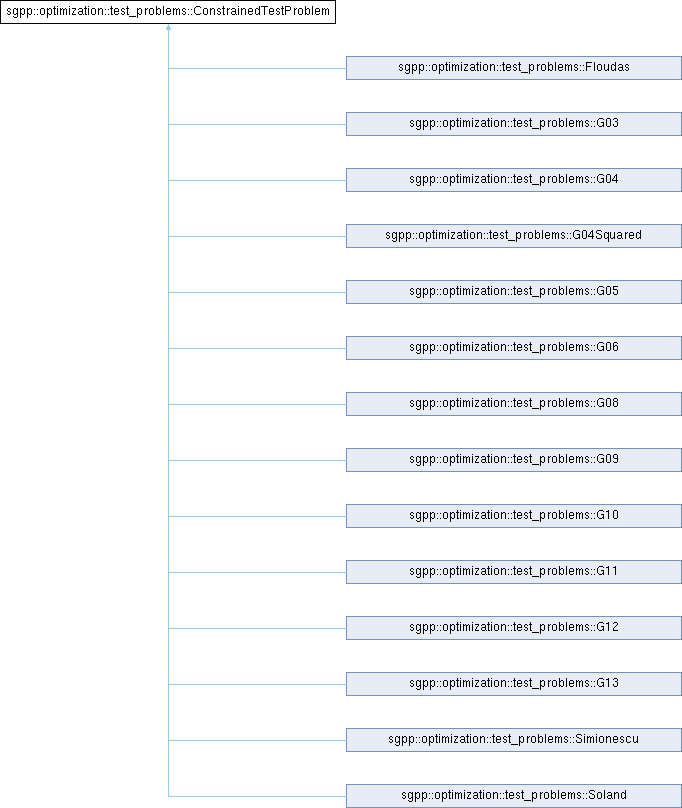 sgpp::optimization::test_problems::ConstrainedTestProblem
sgpp::optimization::test_problems::Floudas
sgpp::optimization::test_problems::G03
sgpp::optimization::test_problems::G04
sgpp::optimization::test_problems::G04Squared
sgpp::optimization::test_problems::G05
sgpp::optimization::test_problems::G06
sgpp::optimization::test_problems::G08
sgpp::optimization::test_problems::G09
sgpp::optimization::test_problems::G10
sgpp::optimization::test_problems::G11
sgpp::optimization::test_problems::G12
sgpp::optimization::test_problems::G13
sgpp::optimization::test_problems::Simionescu
sgpp::optimization::test_problems::Soland